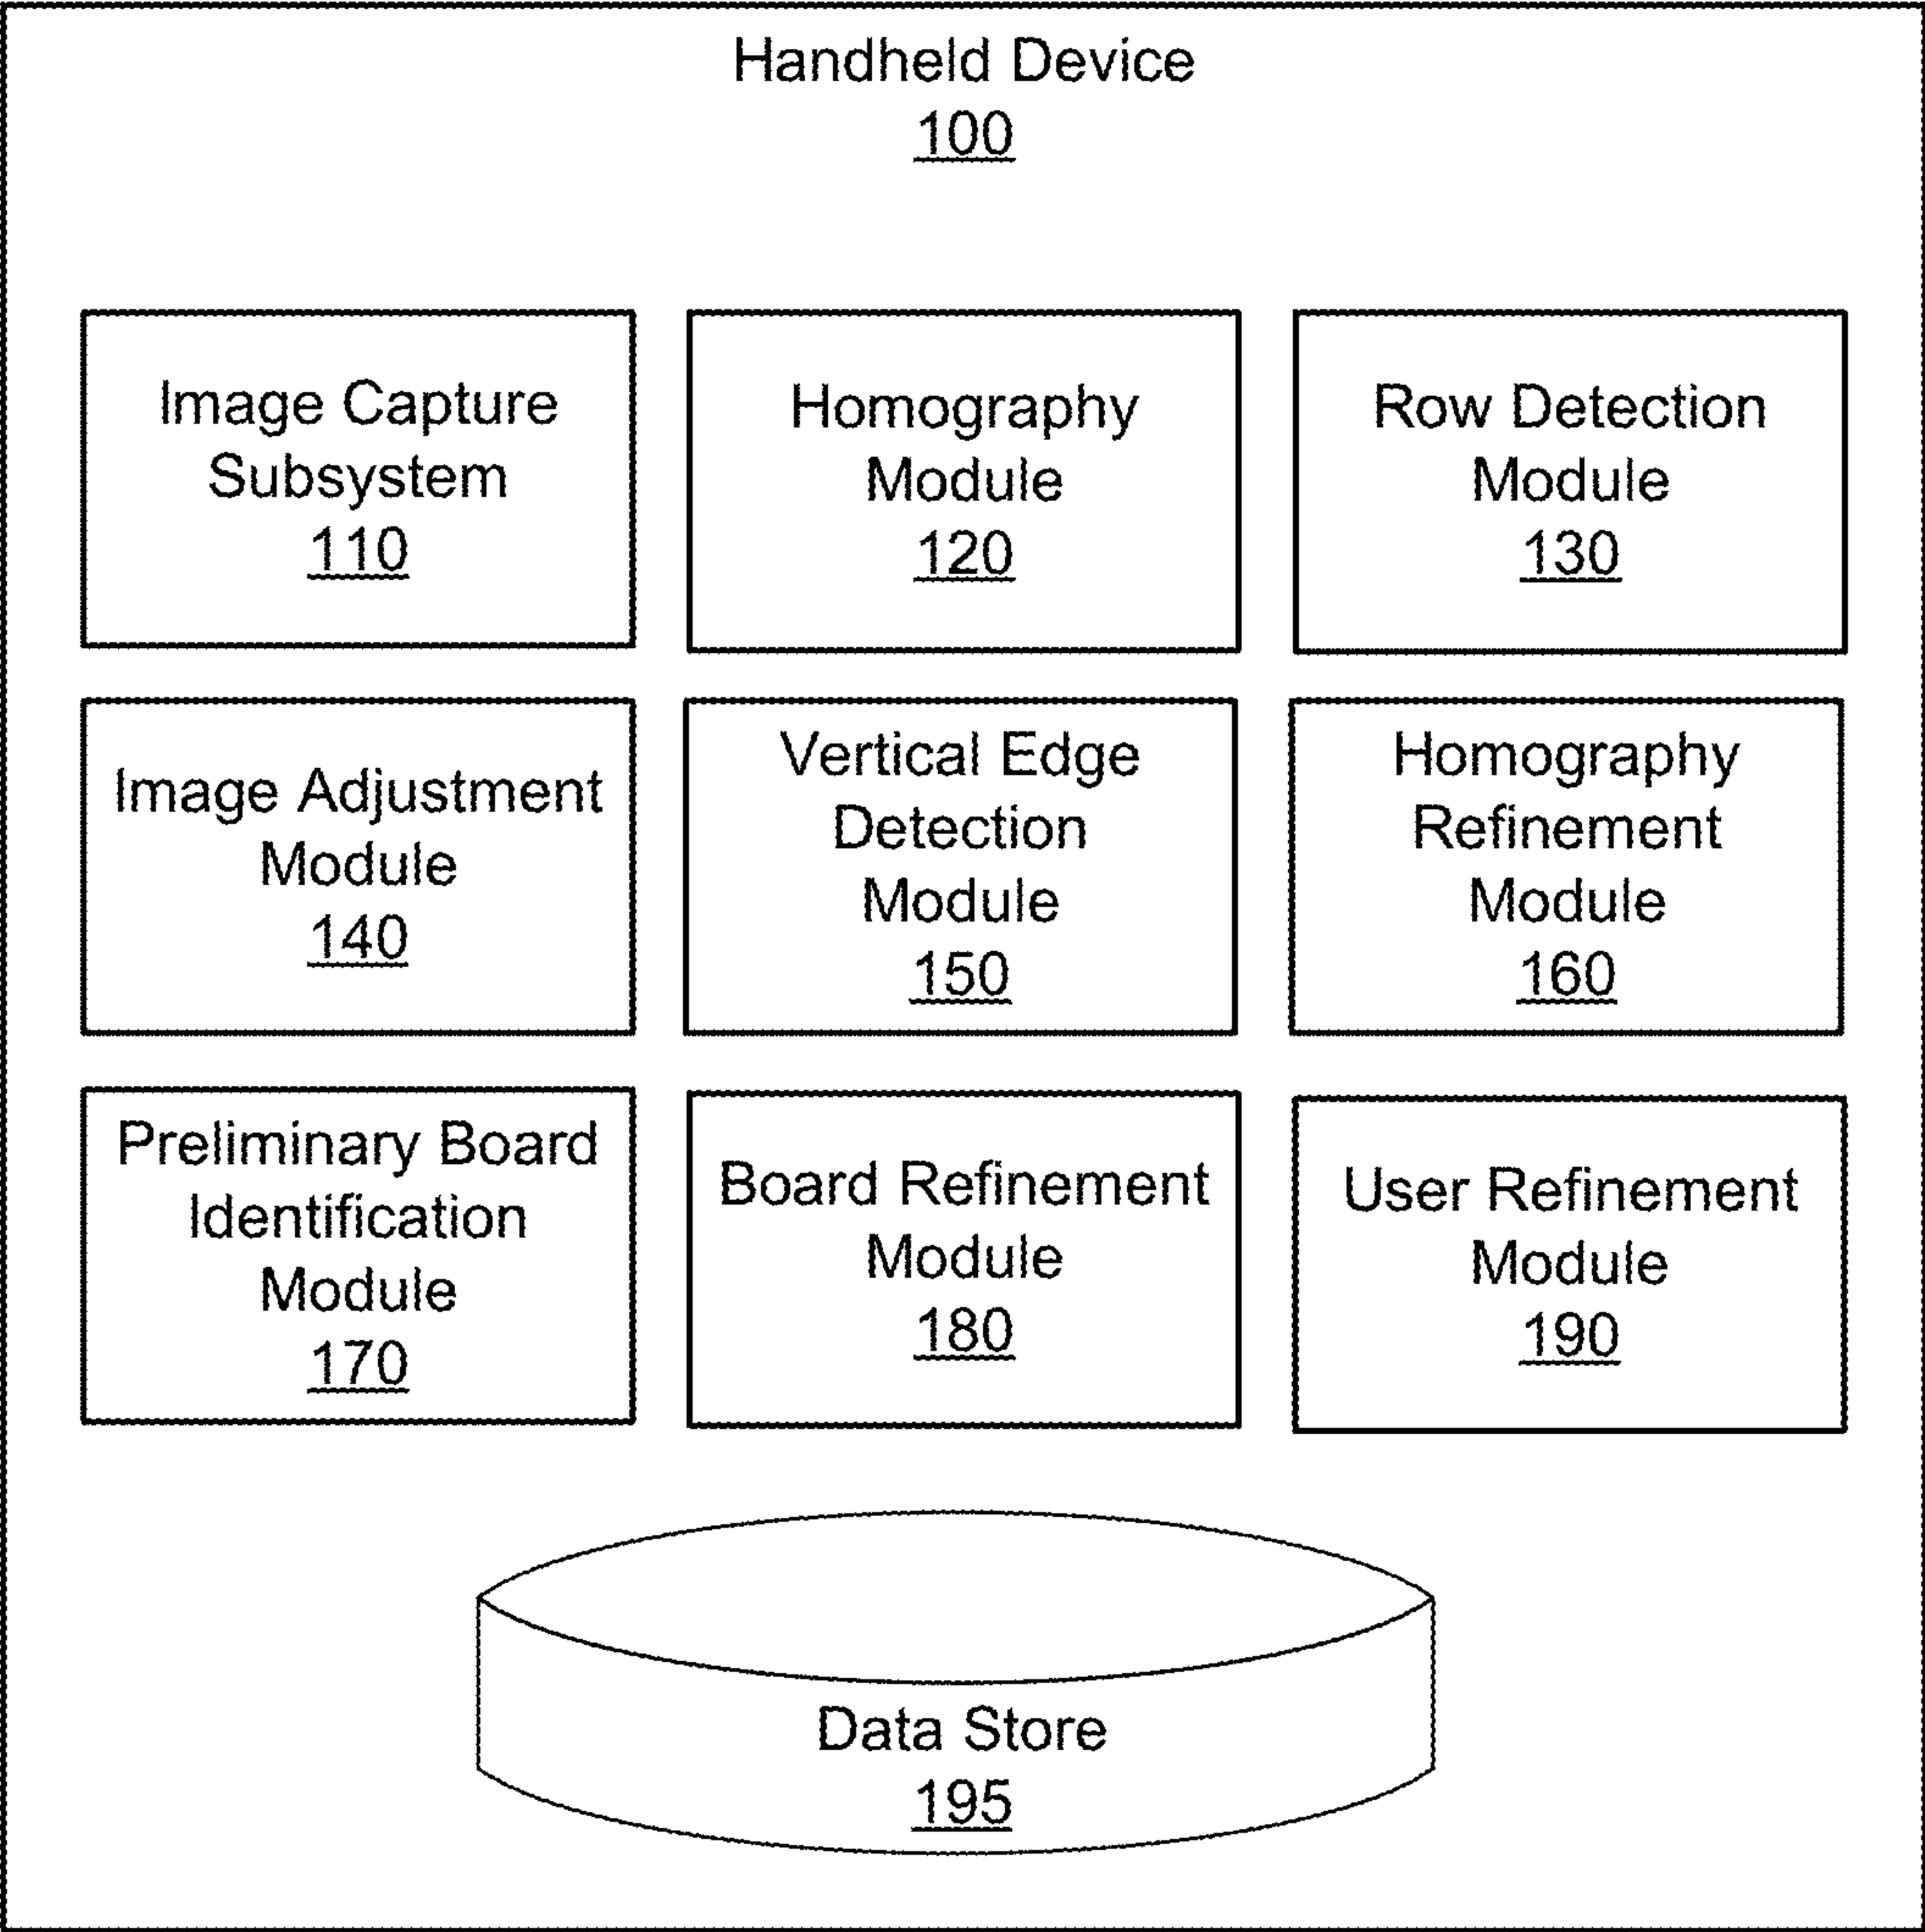 Handheld Device
100
Image Capture
Subsystem
110
Homography
Module
120
Row Detection
Module
130
Image Adjustment
Module
140
Vertical Edge
Detection
Module
150
Homography
Refinement
Module
160
Preliminary Board
Identification
Module
170
Board Refinement
Module
180
User Refinement
Module
190
Data Store
195